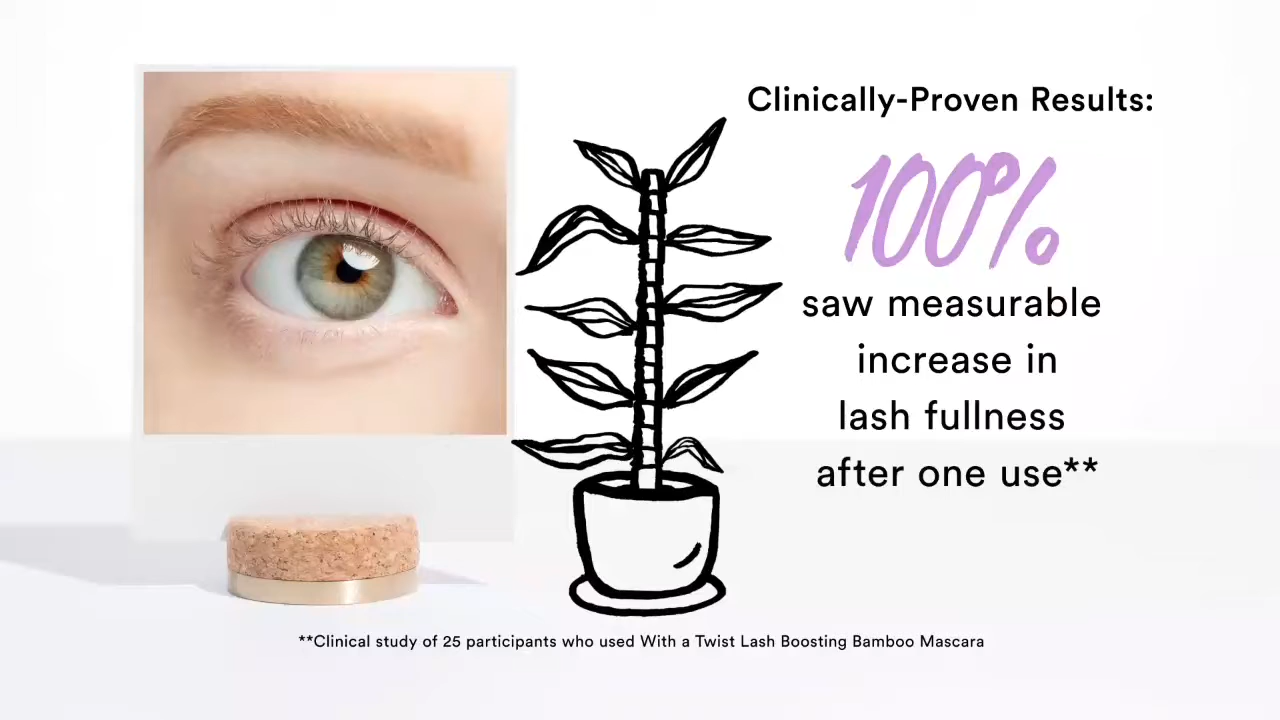 Clinically-Proven Results:
100%
saw measurable
increase in
lash fullness
after one use**
**Clinical study of 25 participants who used With a Twist Lash Boosting Bamboo Mascara